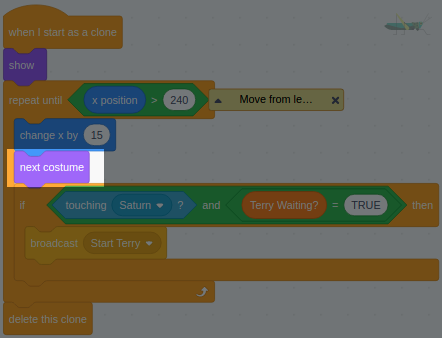 when I start as a clone
show
repeat until x position > 240 Move from le...
change x by 15
next costume
if touching Saturn ? and Terry Waiting? = TRUE then
broadcast Start Terry
delete this clone